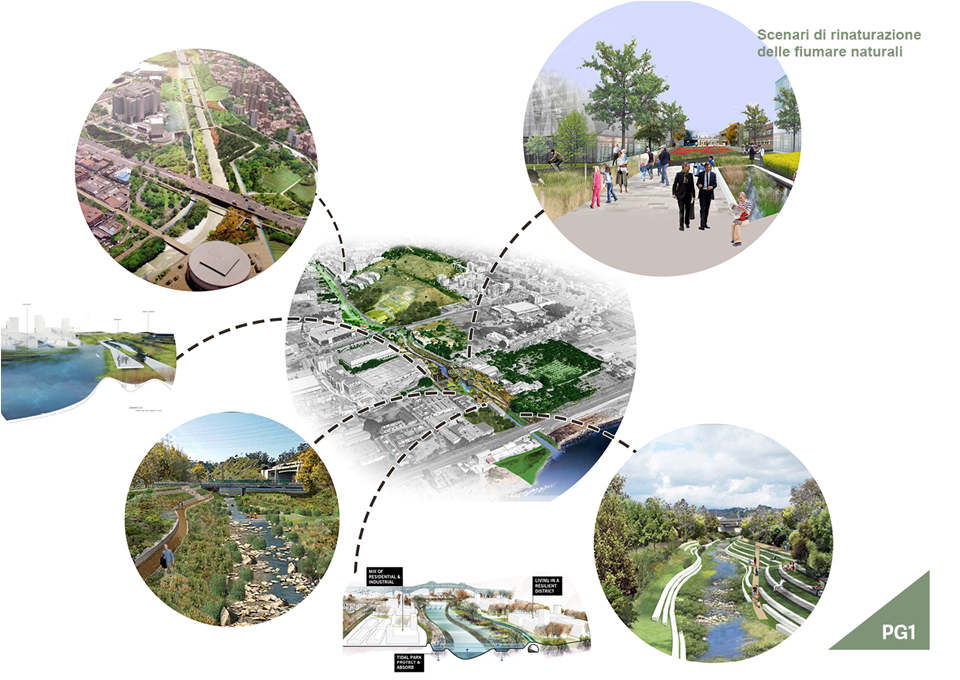 Scenari di rinaturazione
delle fiumare naturali
MIX OF
RESIDENTIAL &
INDUSTRIAL
LIVING IN A
RESILIENT
DISTRICT
TIDAL PARK
PROTECT &
ABSORB
PG1